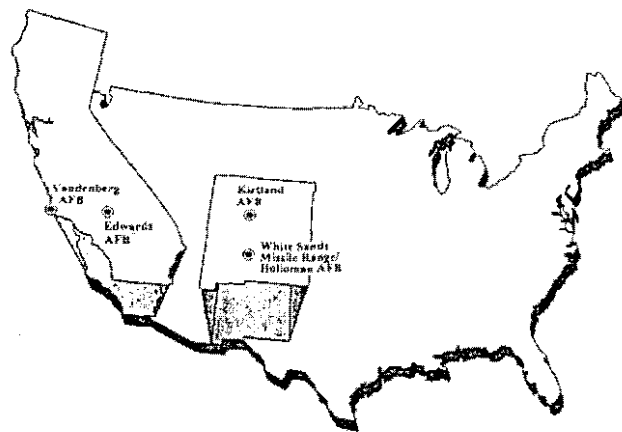 Vandenberg
AFB
Edwards
AFB
Kirtland
AFB
White Sands
Missile Range/
Holloman AFB